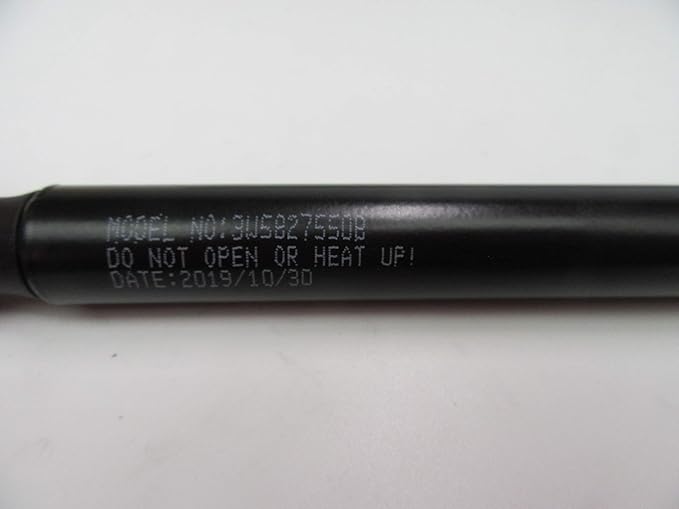 MODEL NO:3W5827550B
DO NOT OPEN OR HEAT UP!
DATE:2019/10/30